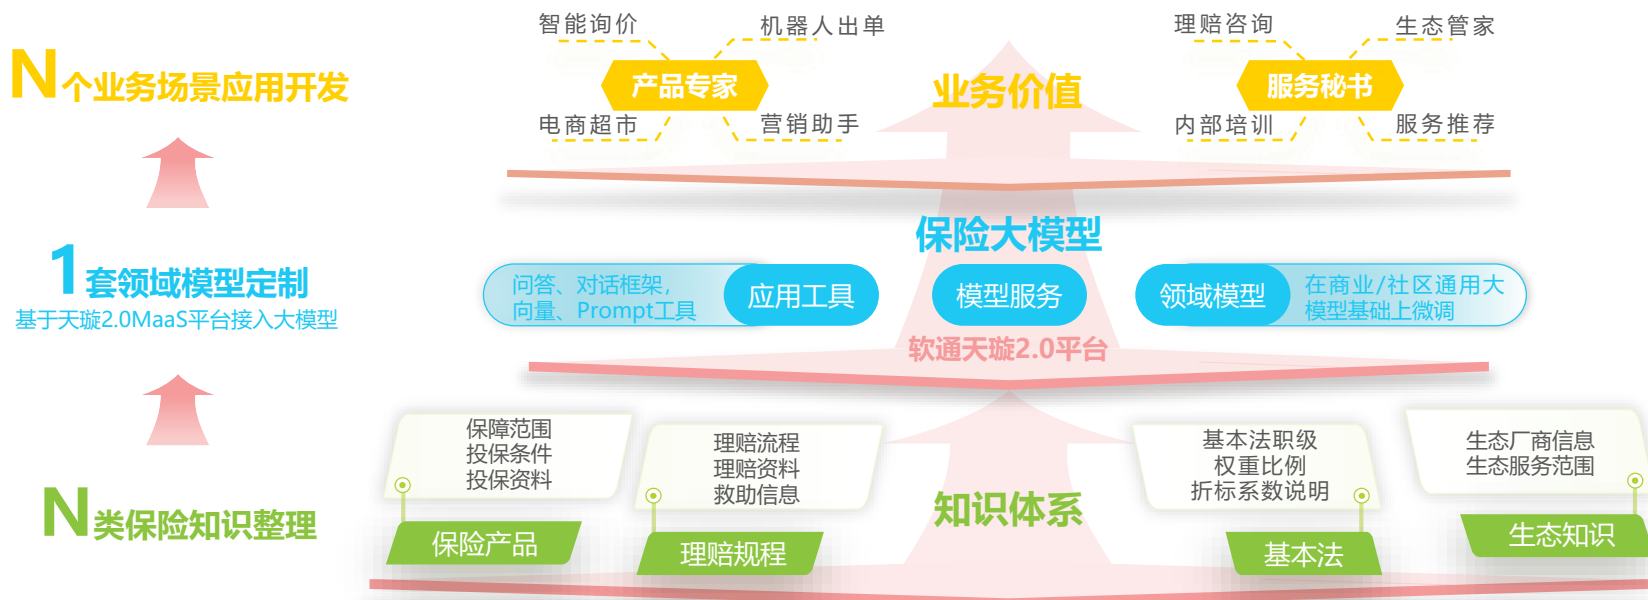 智能询价
机器人出单
理赔咨询
生态管家
N个业务场景应用开发
产品专家
业务价值
服务秘书
电商超市
营销助手
内部培训
服务推荐
保险大模型
1套领域模型定制
基于天璇2.0MaaS平台接入大模型
问答、对话框架,
向量、Prompt工具
应用工具
模型服务
领域模型
在商业/社区通用大
模型基础上微调
软通天璇2.0平台
保障范围
投保条件
投保资料
理赔流程
理赔资料
救助信息
基本法职级
权重比例
折标系数说明
生态厂商信息
生态服务范围
N类保险知识整理
知识体系
保险产品
理赔规程
基本法
生态知识